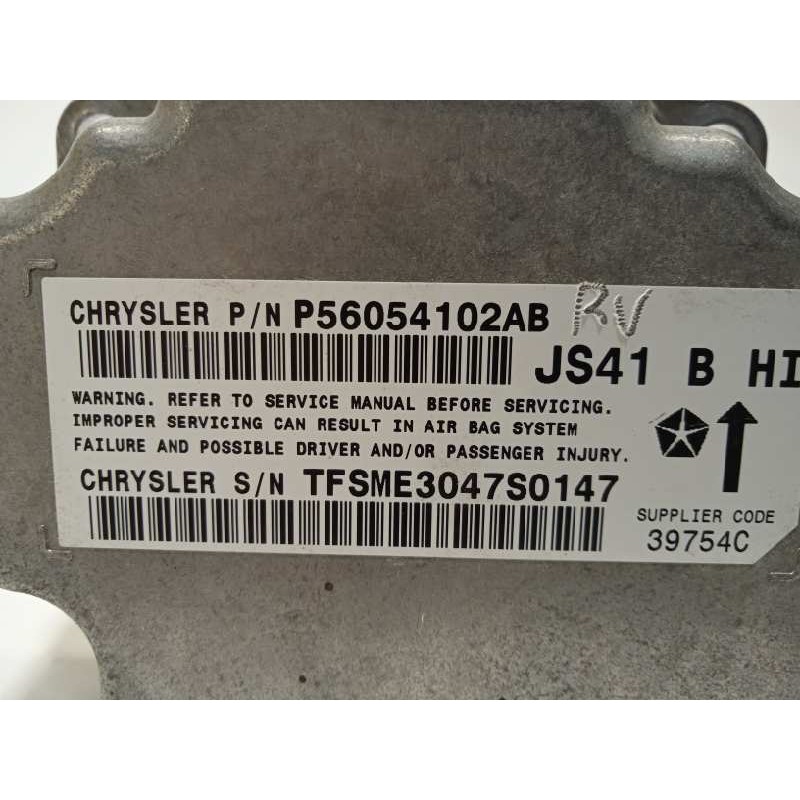 CHRYSLER P/N P56054102AB RV
JS41 B HI
WARNING. REFER TO SERVICE MANUAL BEFORE SERVICING.
IMPROPER SERVICING CAN RESULT IN AIR BAG SYSTEM
FAILURE AND POSSIBLE DRIVER AND/OR PASSENGER INJURY.
CHRYSLER S/N TFSME3047S0147
SUPPLIER CODE
39754C